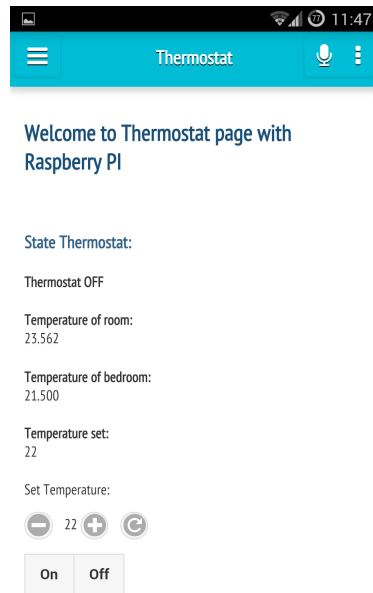 77 11:47
Thermostat
Welcome to Thermostat page with
Raspberry PI
State Thermostat:
Thermostat OFF
Temperature of room:
23.562
Temperature of bedroom:
21.500
Temperature set:
22
Set Temperature:
22
On Off